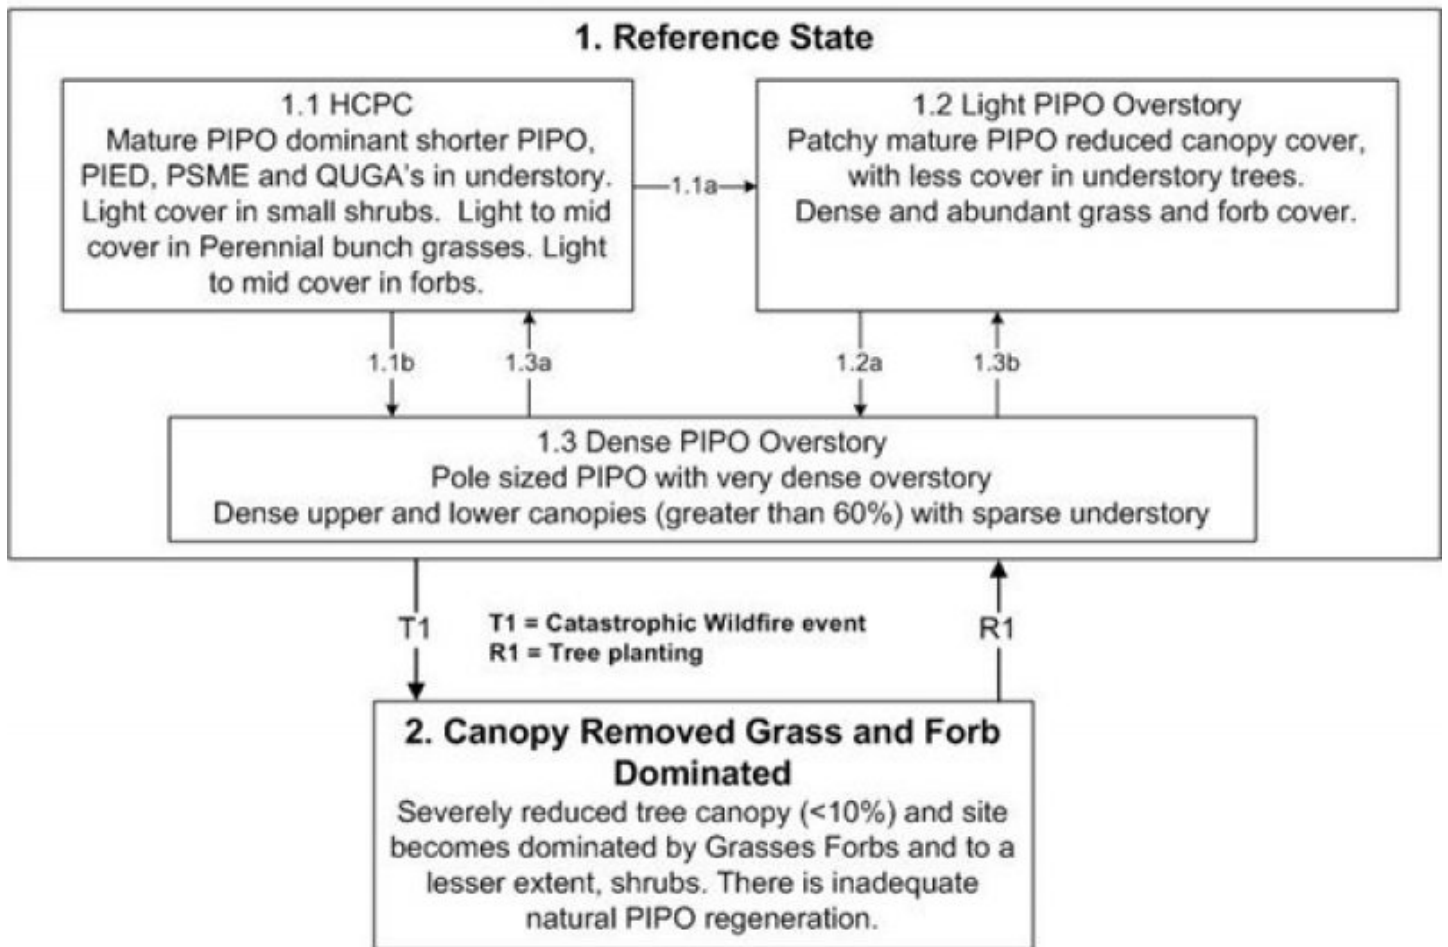 1. Reference State
1.1 HCPC
Mature PIPO dominant shorter PIPO,
PIED, PSME and QUGA's in understory.
Light cover in small shrubs. Light to mid
cover in Perennial bunch grasses. Light
to mid cover in forbs.
1.1a
1.2 Light PIPO Overstory
Patchy mature PIPO reduced canopy cover,
with less cover in understory trees.
Dense and abundant grass and forb cover.
1.1b
1.3a
1.2a
1.3b
1.3 Dense PIPO Overstory
Pole sized PIPO with very dense overstory
Dense upper and lower canopies (greater than 60%) with sparse understory
T1
T1 = Catastrophic Wildfire event
R1 = Tree planting
R1
2. Canopy Removed Grass and Forb
Dominated
Severely reduced tree canopy (<10%) and site
becomes dominated by Grasses Forbs and to a
lesser extent, shrubs. There is inadequate
natural PIPO regeneration.